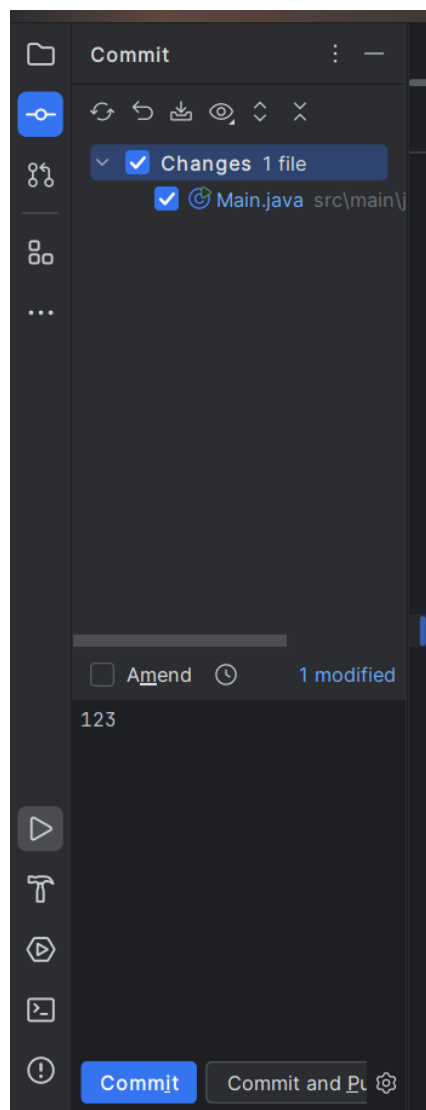 Commit
Changes 1 file
Main.java src\main\j
Amend 1 modified
123
Commit Commit and Pu